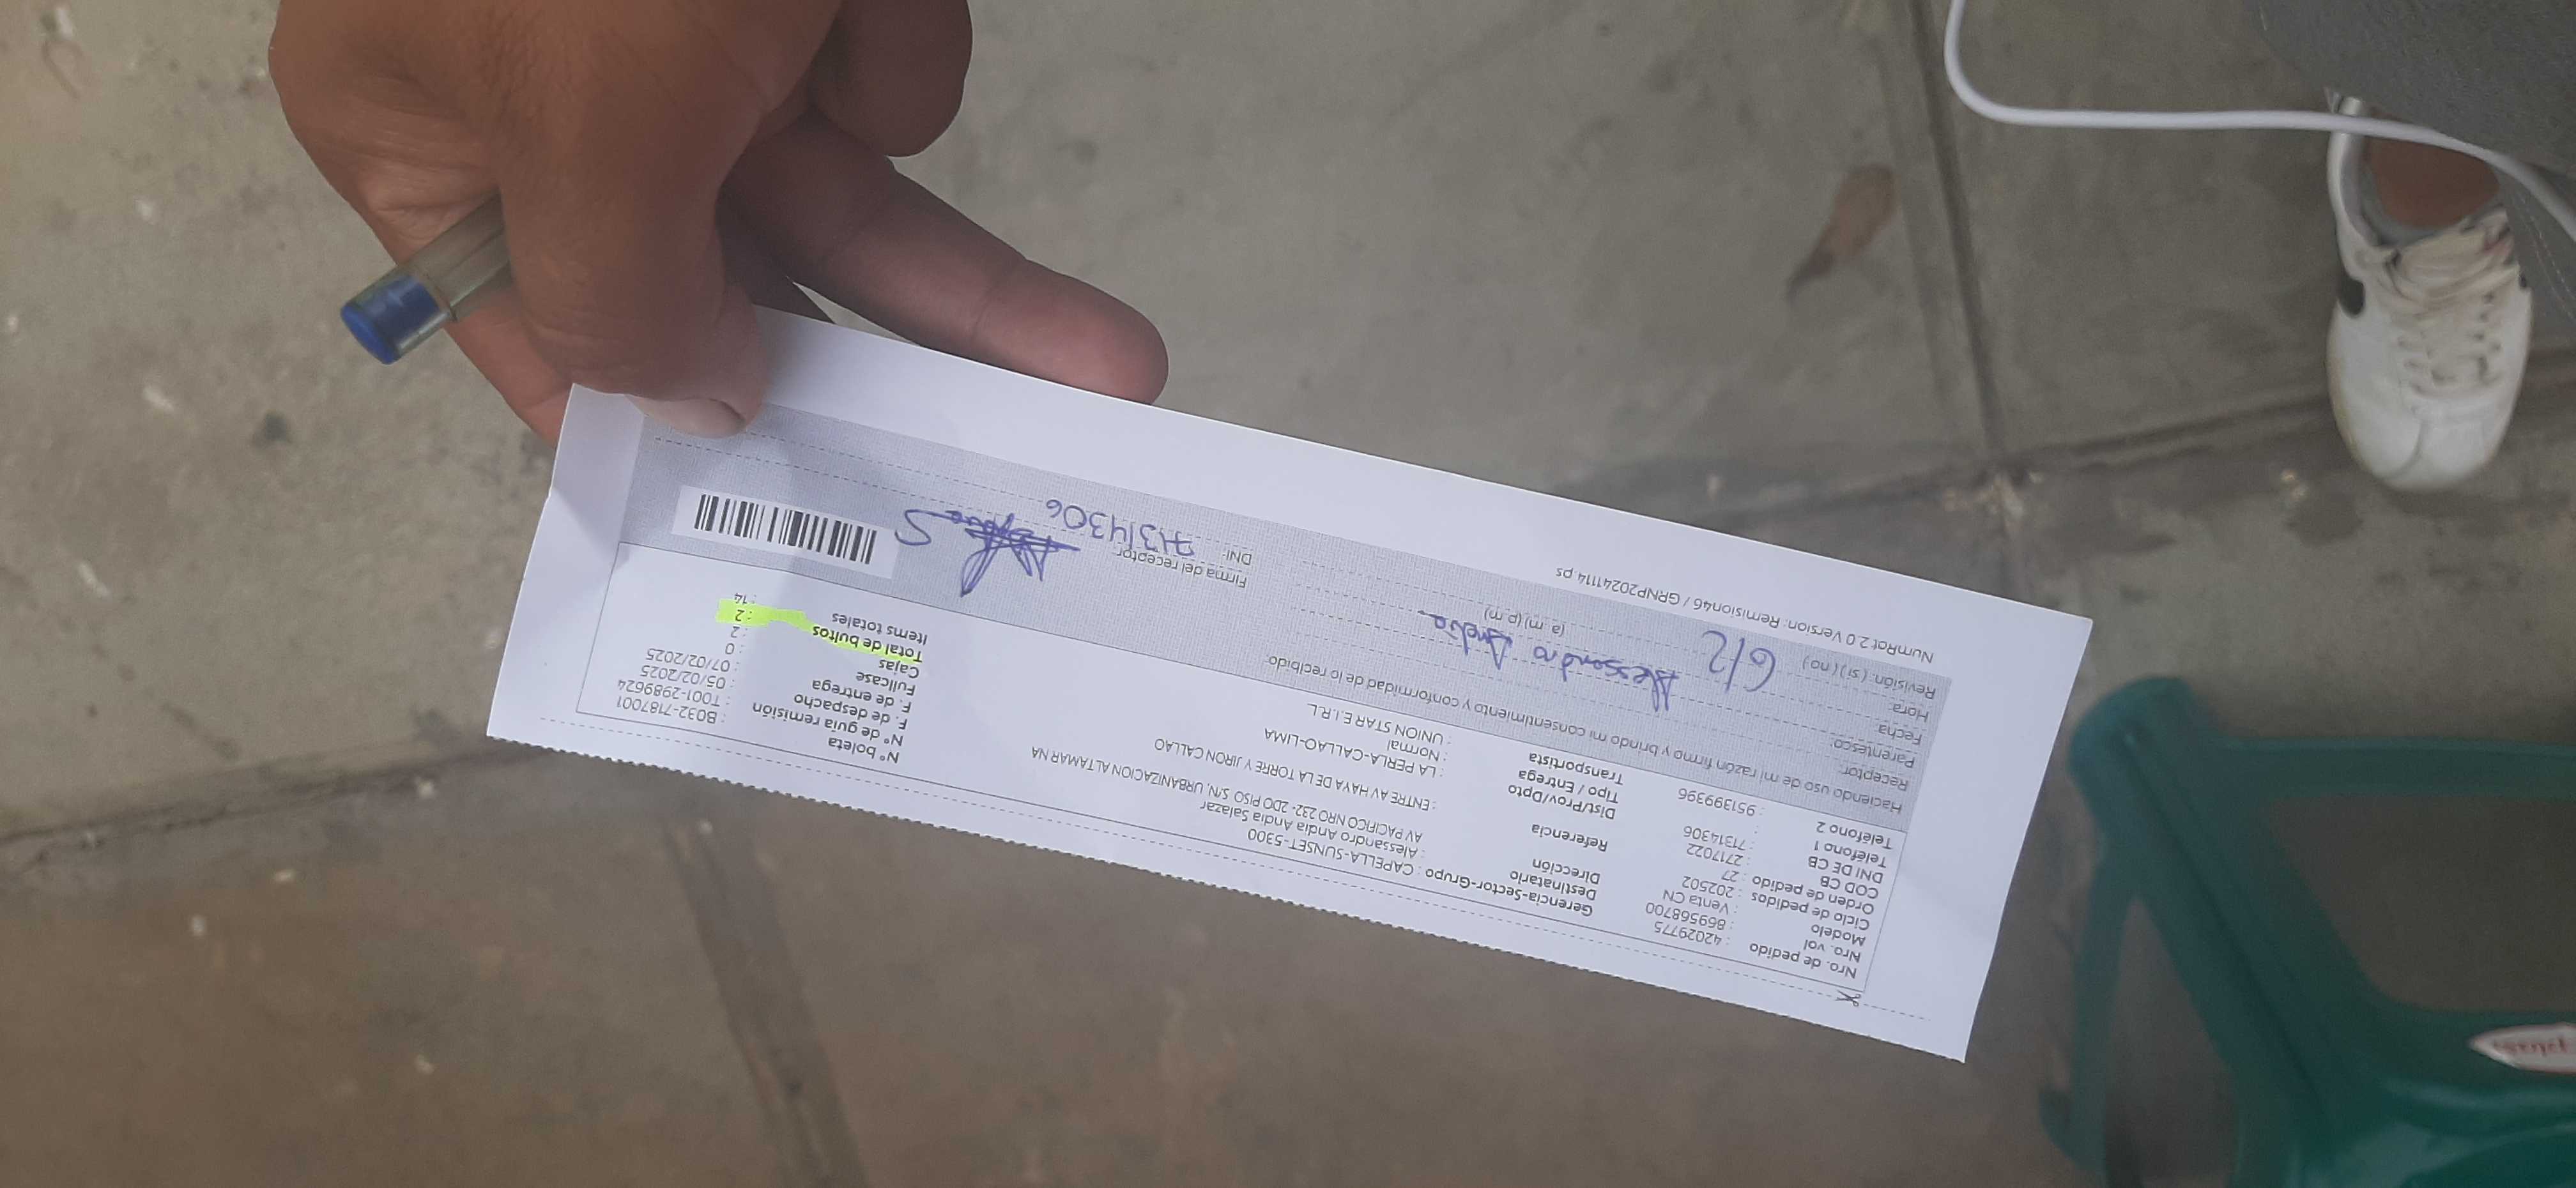 Nro. de pedido : 42029775
Nro. vol : 869568700
Modelo : Venta CN
Ciclo de pedidos : 202502
Orden de pedido : 27
COD CB : 2717022
DNI DE CB : 71314306
Teléfono 1 :
Teléfono 2 : 951399396
Gerencia-Sector-Grupo : CAPELLA-SUNSET-5300
Destinatario : Alessandro Andia Andia Salazar
Dirección AV PACIFICO NRO 232- 2DO PISO S/N, URBANIZACION ALTAMAR NA
Referencia : ENTRE AV HAYA DE LA TORRE Y JIRON CALLAO
Dist/Prov/Dpto : LA PERLA-CALLAO-LIMA
Tipo / Entrega : Normal
Transportista : UNION STAR E.I.R.L.
N° boleta : B032-7187001
N° de guía remisión : T001-2989624
F. de despacho : 05/02/2025
F. de entrega : 07/02/2025
Fullcase : 0
Cajas : 2
Total de bultos : 2
Items totales : 14
Haciendo uso de mi razón firmo y brindo mi consentimiento y conformidad de lo recibido.
Receptor: Alessandro Andia
Parentesco:
Fecha: 6/2
Hora: (a. m) (p. m)
Revisión: ( si ) ( no )
Firma del receptor
DNI: 71314306
NumRot 2.0 Version: Remision46 / GRNP20241114.ps